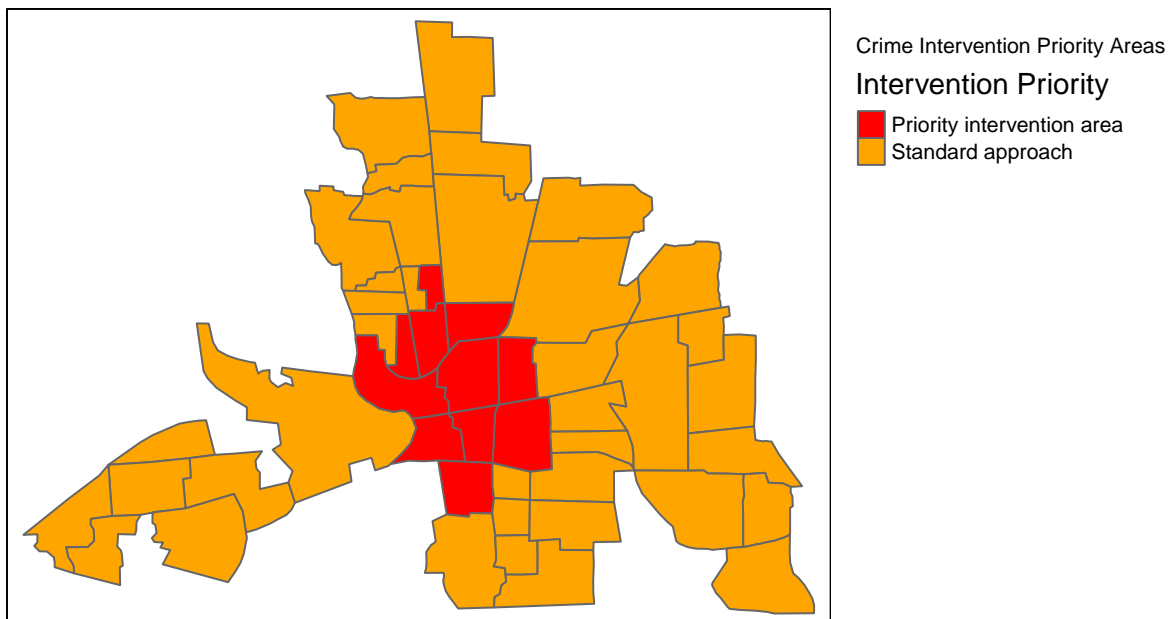 Crime Intervention Priority Areas
Intervention Priority
Priority intervention area
Standard approach